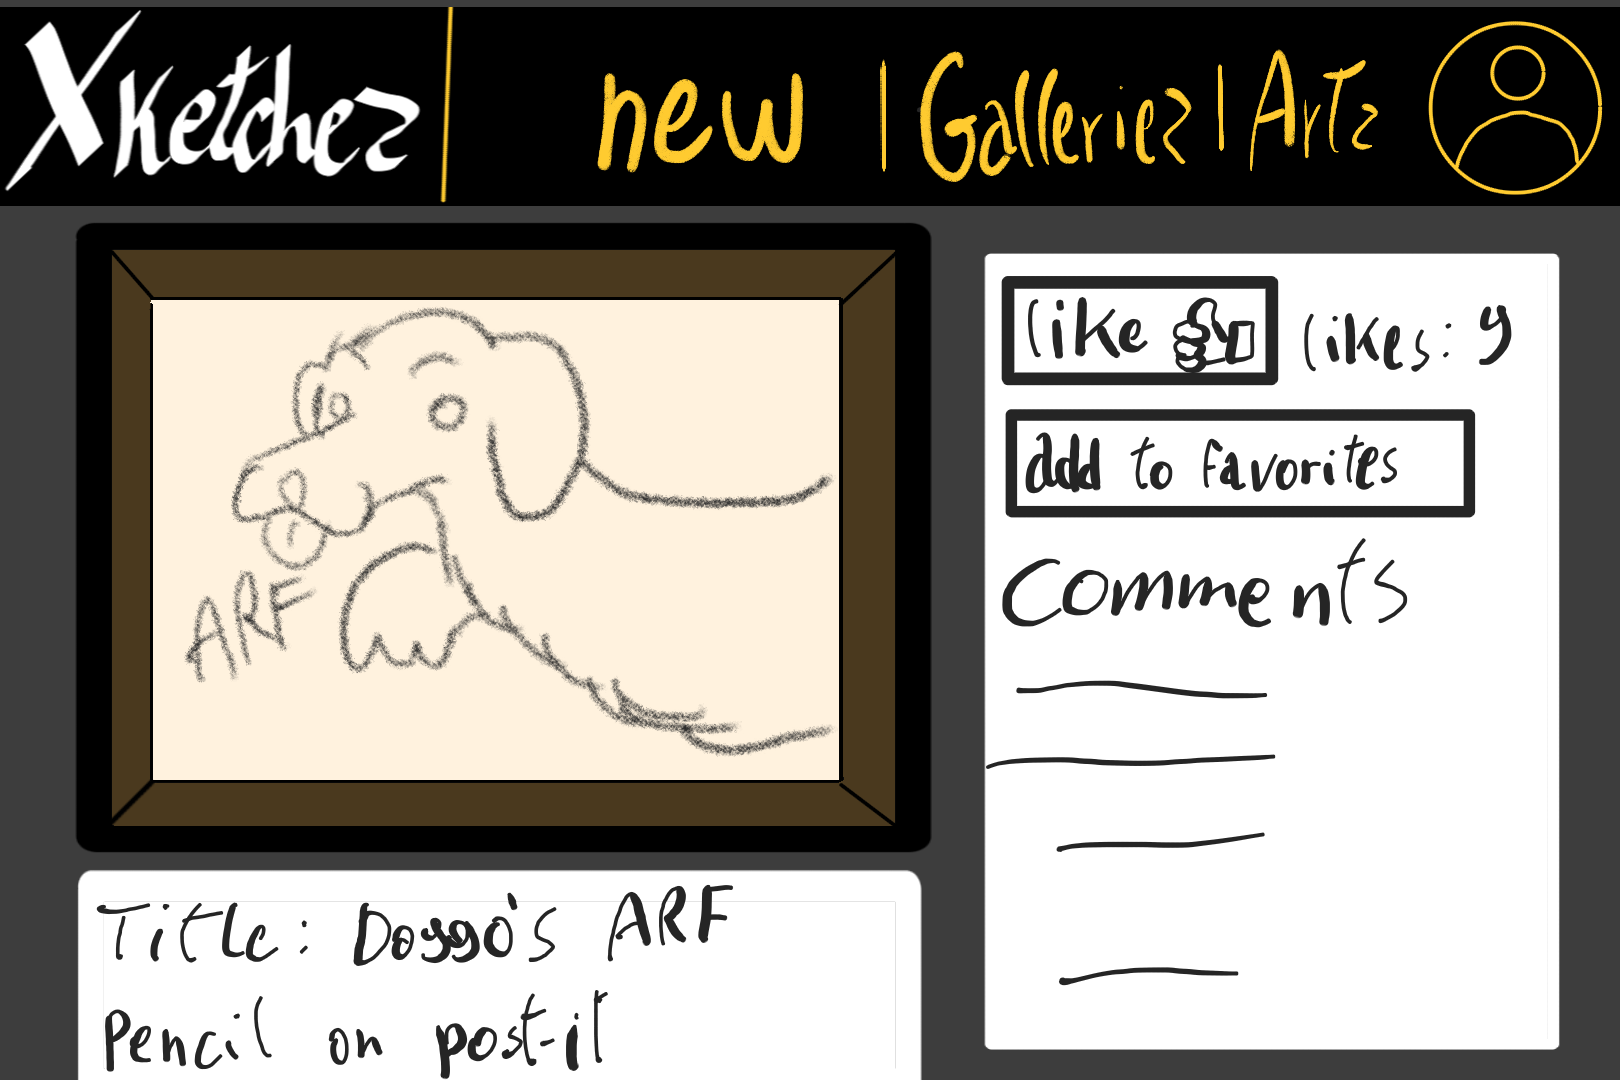 Xketchez
new | Galleriez | Artz
ARF
like likes: 9
add to favorites
Comments
Title: Doggo's ARF
Pencil on post-it